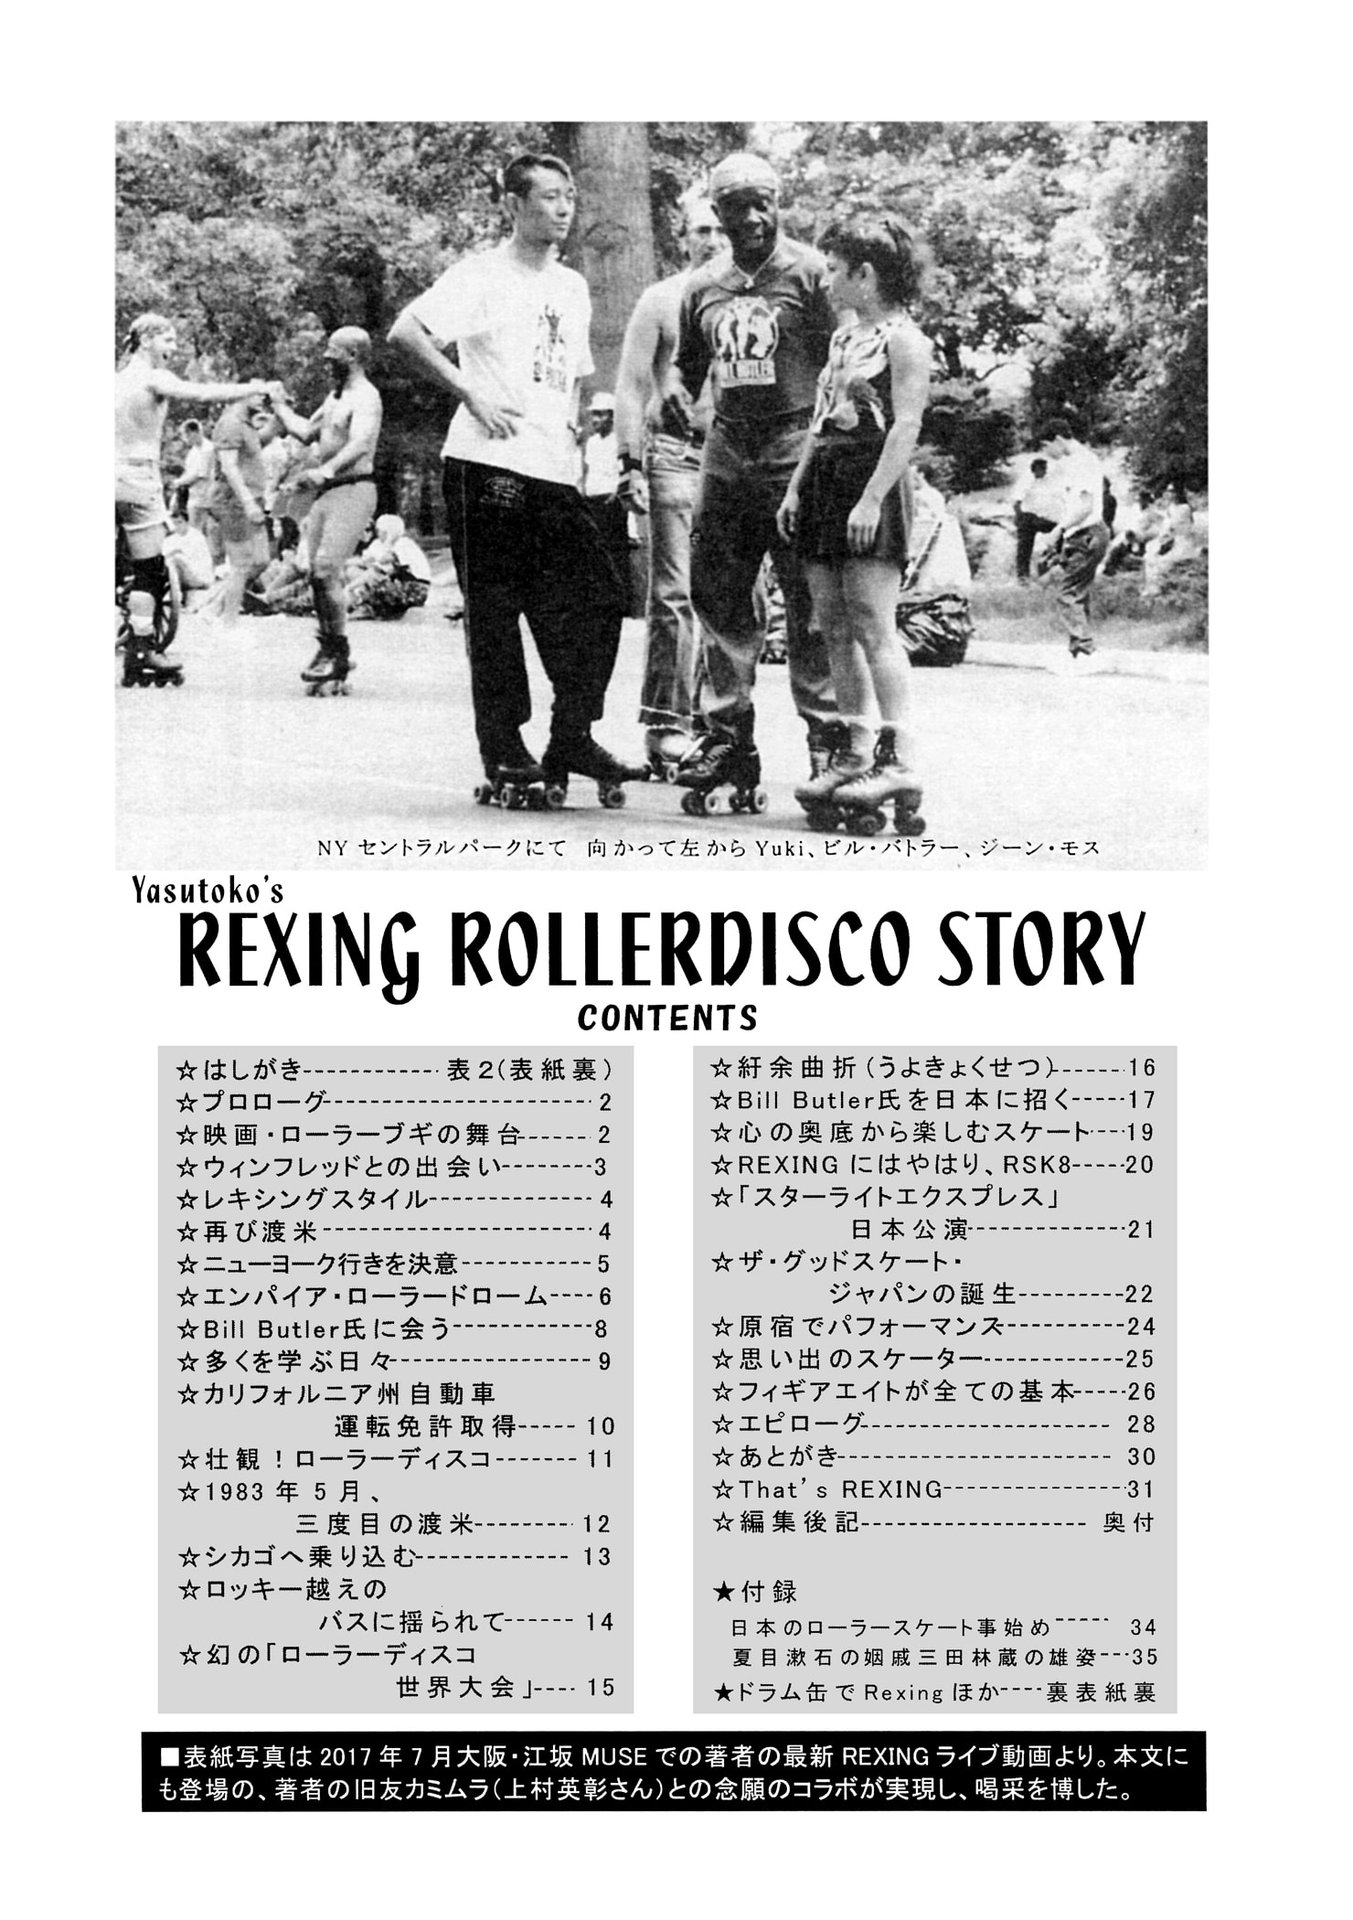 NY セントラルパークにて　向かって左から Yuki、ビル・バトラー、ジーン・モス
Yasutoko's
REXING ROLLERDISCO STORY
CONTENTS
☆はしがき----------- 表２（表紙裏）
☆プロローグ---------------------- 2
☆映画・ローラーブギの舞台------ 2
☆ウィンフレッドとの出会い--------3
☆レキシングスタイル-------------- 4
☆再び渡米------------------------ 4
☆ニューヨーク行きを決意-----------5
☆エンパイア・ローラードローム----6
☆Bill Butler氏に会う------------8
☆多くを学ぶ日々------------------ 9
☆カリフォルニア州自動車
運転免許取得----- 10
☆壮観！ローラーディスコ------- 11
☆1983年5月、
三度目の渡米--------- 12
☆シカゴへ乗り込む------------- 13
☆ロッキー越えの
バスに揺られて------ 14
☆幻の「ローラーディスコ
世界大会」---- 15
☆紆余曲折（うよきょくせつ）------16
☆Bill Butler氏を日本に招く-----17
☆心の奥底から楽しむスケート---19
☆REXINGにはやはり、RSK8-----20
☆「スターライトエクスプレス」
日本公演--------------21
☆ザ・グッドスケート・
ジャパンの誕生---------22
☆原宿でパフォーマンス-----------24
☆思い出のスケーター------------25
☆フィギアエイトが全ての基本-----26
☆エピローグ---------------------- 28
☆あとがき------------------------ 30
☆That's REXING----------------31
☆編集後記-------------------- 奥付
★付録
日本のローラースケート事始め----- 34
夏目漱石の姻戚三田林蔵の雄姿---35
★ドラム缶でRexingほか----裏表紙裏
■表紙写真は2017年7月大阪・江坂MUSEでの著者の最新REXINGライブ動画より。本文に
も登場の、著者の旧友カミムラ（上村英彰さん）との念願のコラボが実現し、喝采を博した。